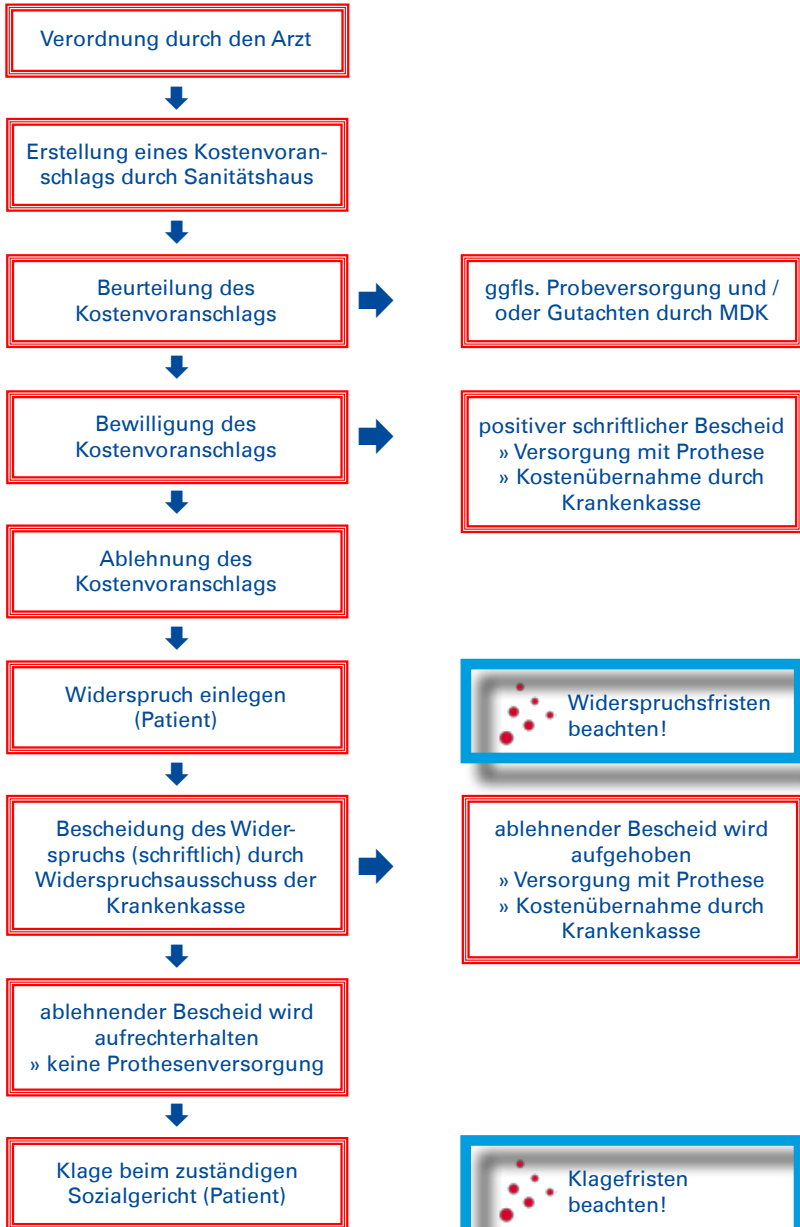 Verordnung durch den Arzt
Erstellung eines Kostenvoran-
schlags durch Sanitätshaus
Beurteilung des
Kostenvoranschlags
ggfls. Probeversorgung und /
oder Gutachten durch MDK
Bewilligung des
Kostenvoranschlags
positiver schriftlicher Bescheid
» Versorgung mit Prothese
» Kostenübernahme durch
Krankenkasse
Ablehnung des
Kostenvoranschlags
Widerspruch einlegen
(Patient)
Widerspruchsfristen
beachten!
Bescheidung des Wider-
spruchs (schriftlich) durch
Widerspruchsausschuss der
Krankenkasse
ablehnender Bescheid wird
aufgehoben
» Versorgung mit Prothese
» Kostenübernahme durch
Krankenkasse
ablehnender Bescheid wird
aufrechterhalten
» keine Prothesenversorgung
Klage beim zuständigen
Sozialgericht (Patient)
Klagefristen
beachten!